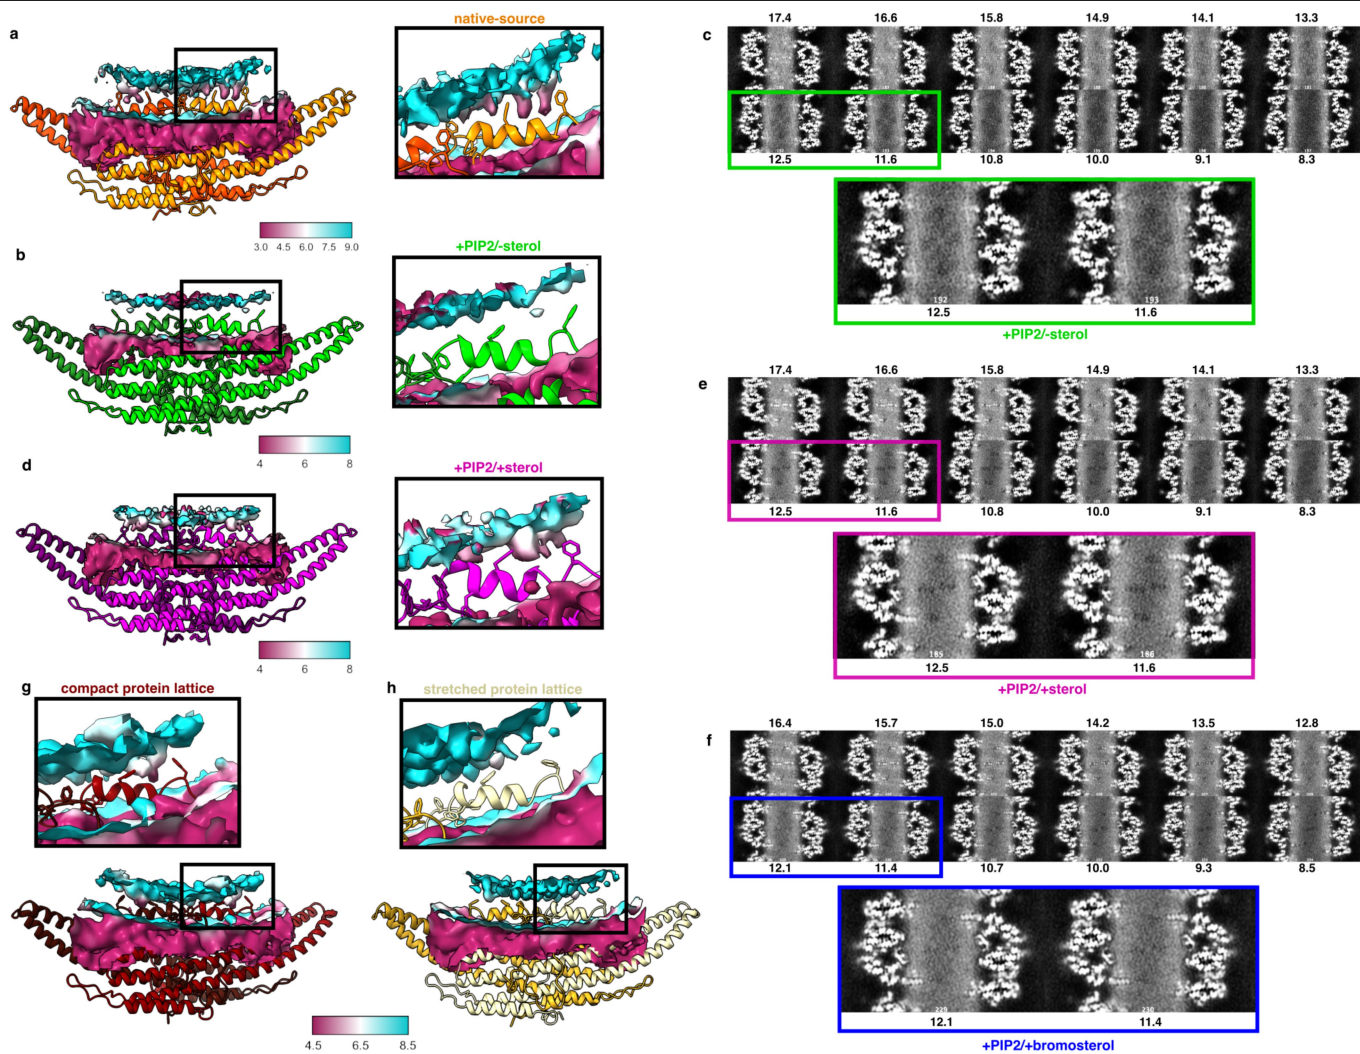 a
native-source
3.0 4.5 6.0 7.5 9.0
b
+PIP2/-sterol
4 6 8
d
+PIP2/+sterol
4 6 8
g
compact protein lattice
h
stretched protein lattice
4.5 6.5 8.5
c
17.4 16.6 15.8 14.9 14.1 13.3
12.5 11.6 10.8 10.0 9.1 8.3
192 193
12.5 11.6
+PIP2/-sterol
e
17.4 16.6 15.8 14.9 14.1 13.3
12.5 11.6 10.8 10.0 9.1 8.3
185 186
12.5 11.6
+PIP2/+sterol
f
16.4 15.7 15.0 14.2 13.5 12.8
12.1 11.4 10.7 10.0 9.3 8.5
229 230
12.1 11.4
+PIP2/+bromosterol